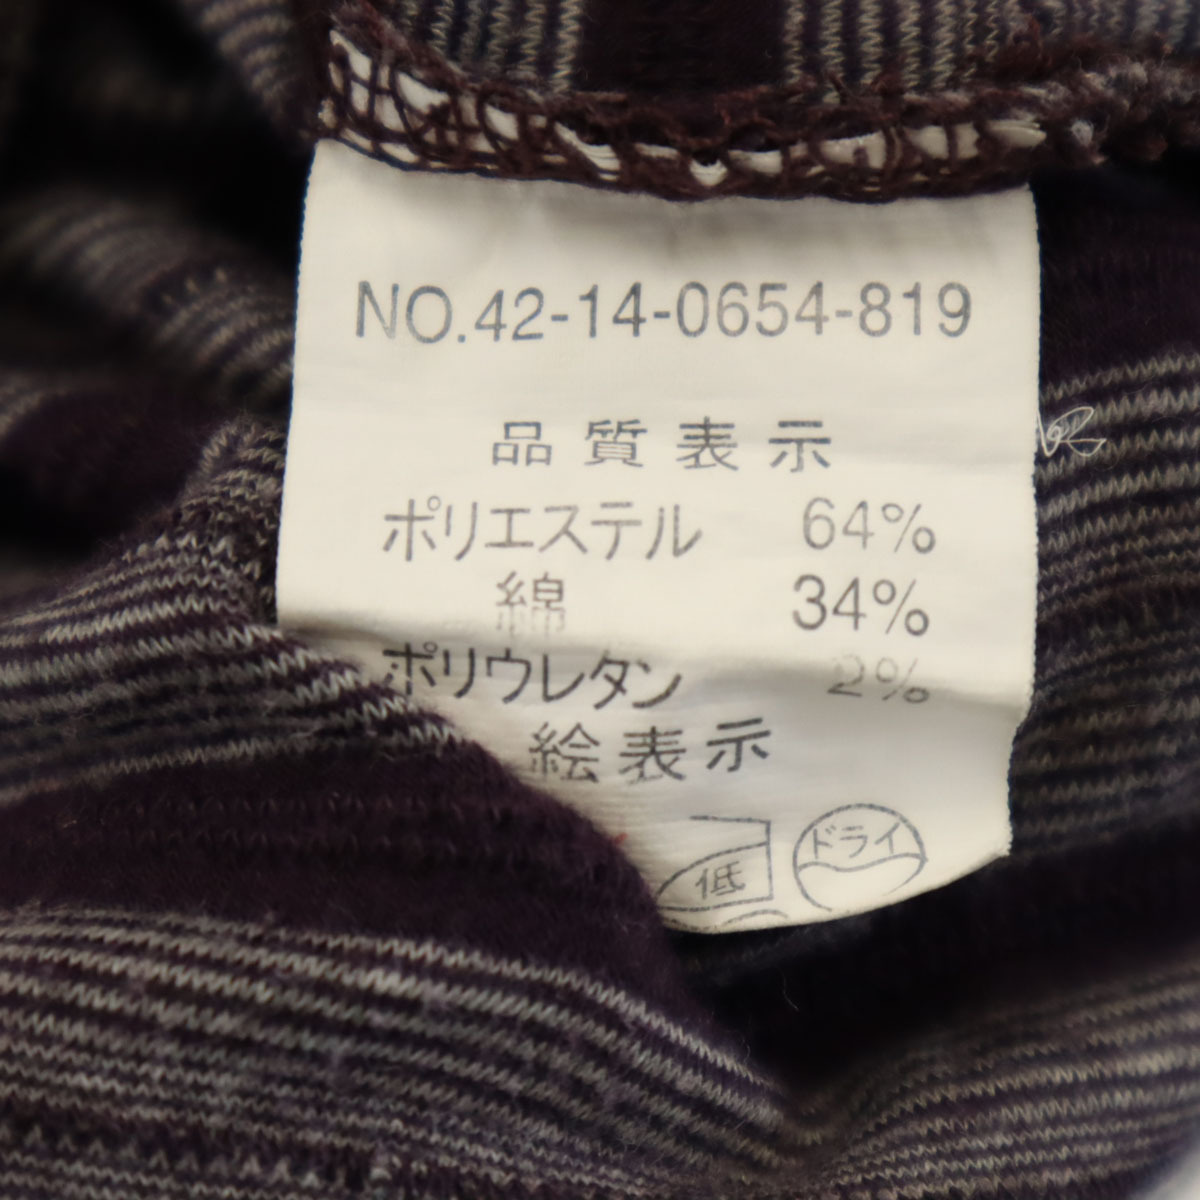 NO.42-14-0654-819
品質表示
ポリエステル 64%
綿 34%
ポリウレタン 2%
絵表示
低 ドライ